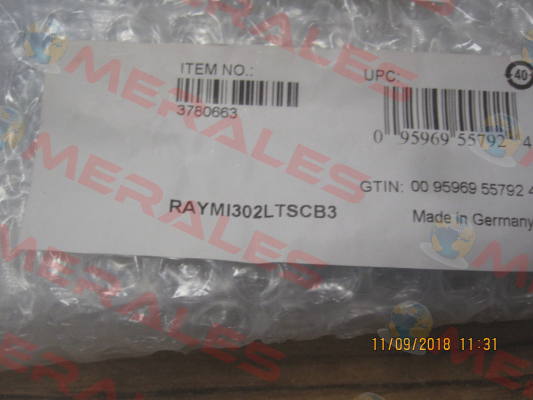 ITEM NO.:
3780663
UPC:
0 95969 55792 4
GTIN: 00 95969 55792 4
RAYMI302LTSCB3
Made in Germany
40
MERALES
MERALES
MERALES
MERALES
11/09/2018 11:31